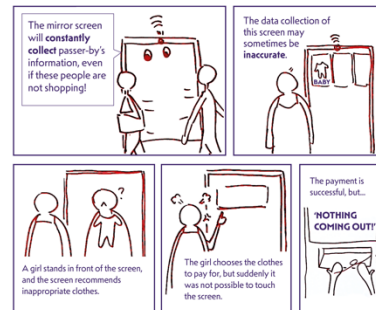 The mirror screen
will constantly
collect passer-by's
information, even
if these people are
not shopping!
The data collection
of this screen may
sometimes be
inaccurate.
BABY
?
A girl stands in front of the screen,
and the screen recommends
inappropriate clothes.
The girl chooses the clothes
to pay for, but suddenly it
was not possible to touch
the screen.
The payment is
successful, but...
'NOTHING
COMING OUT!'